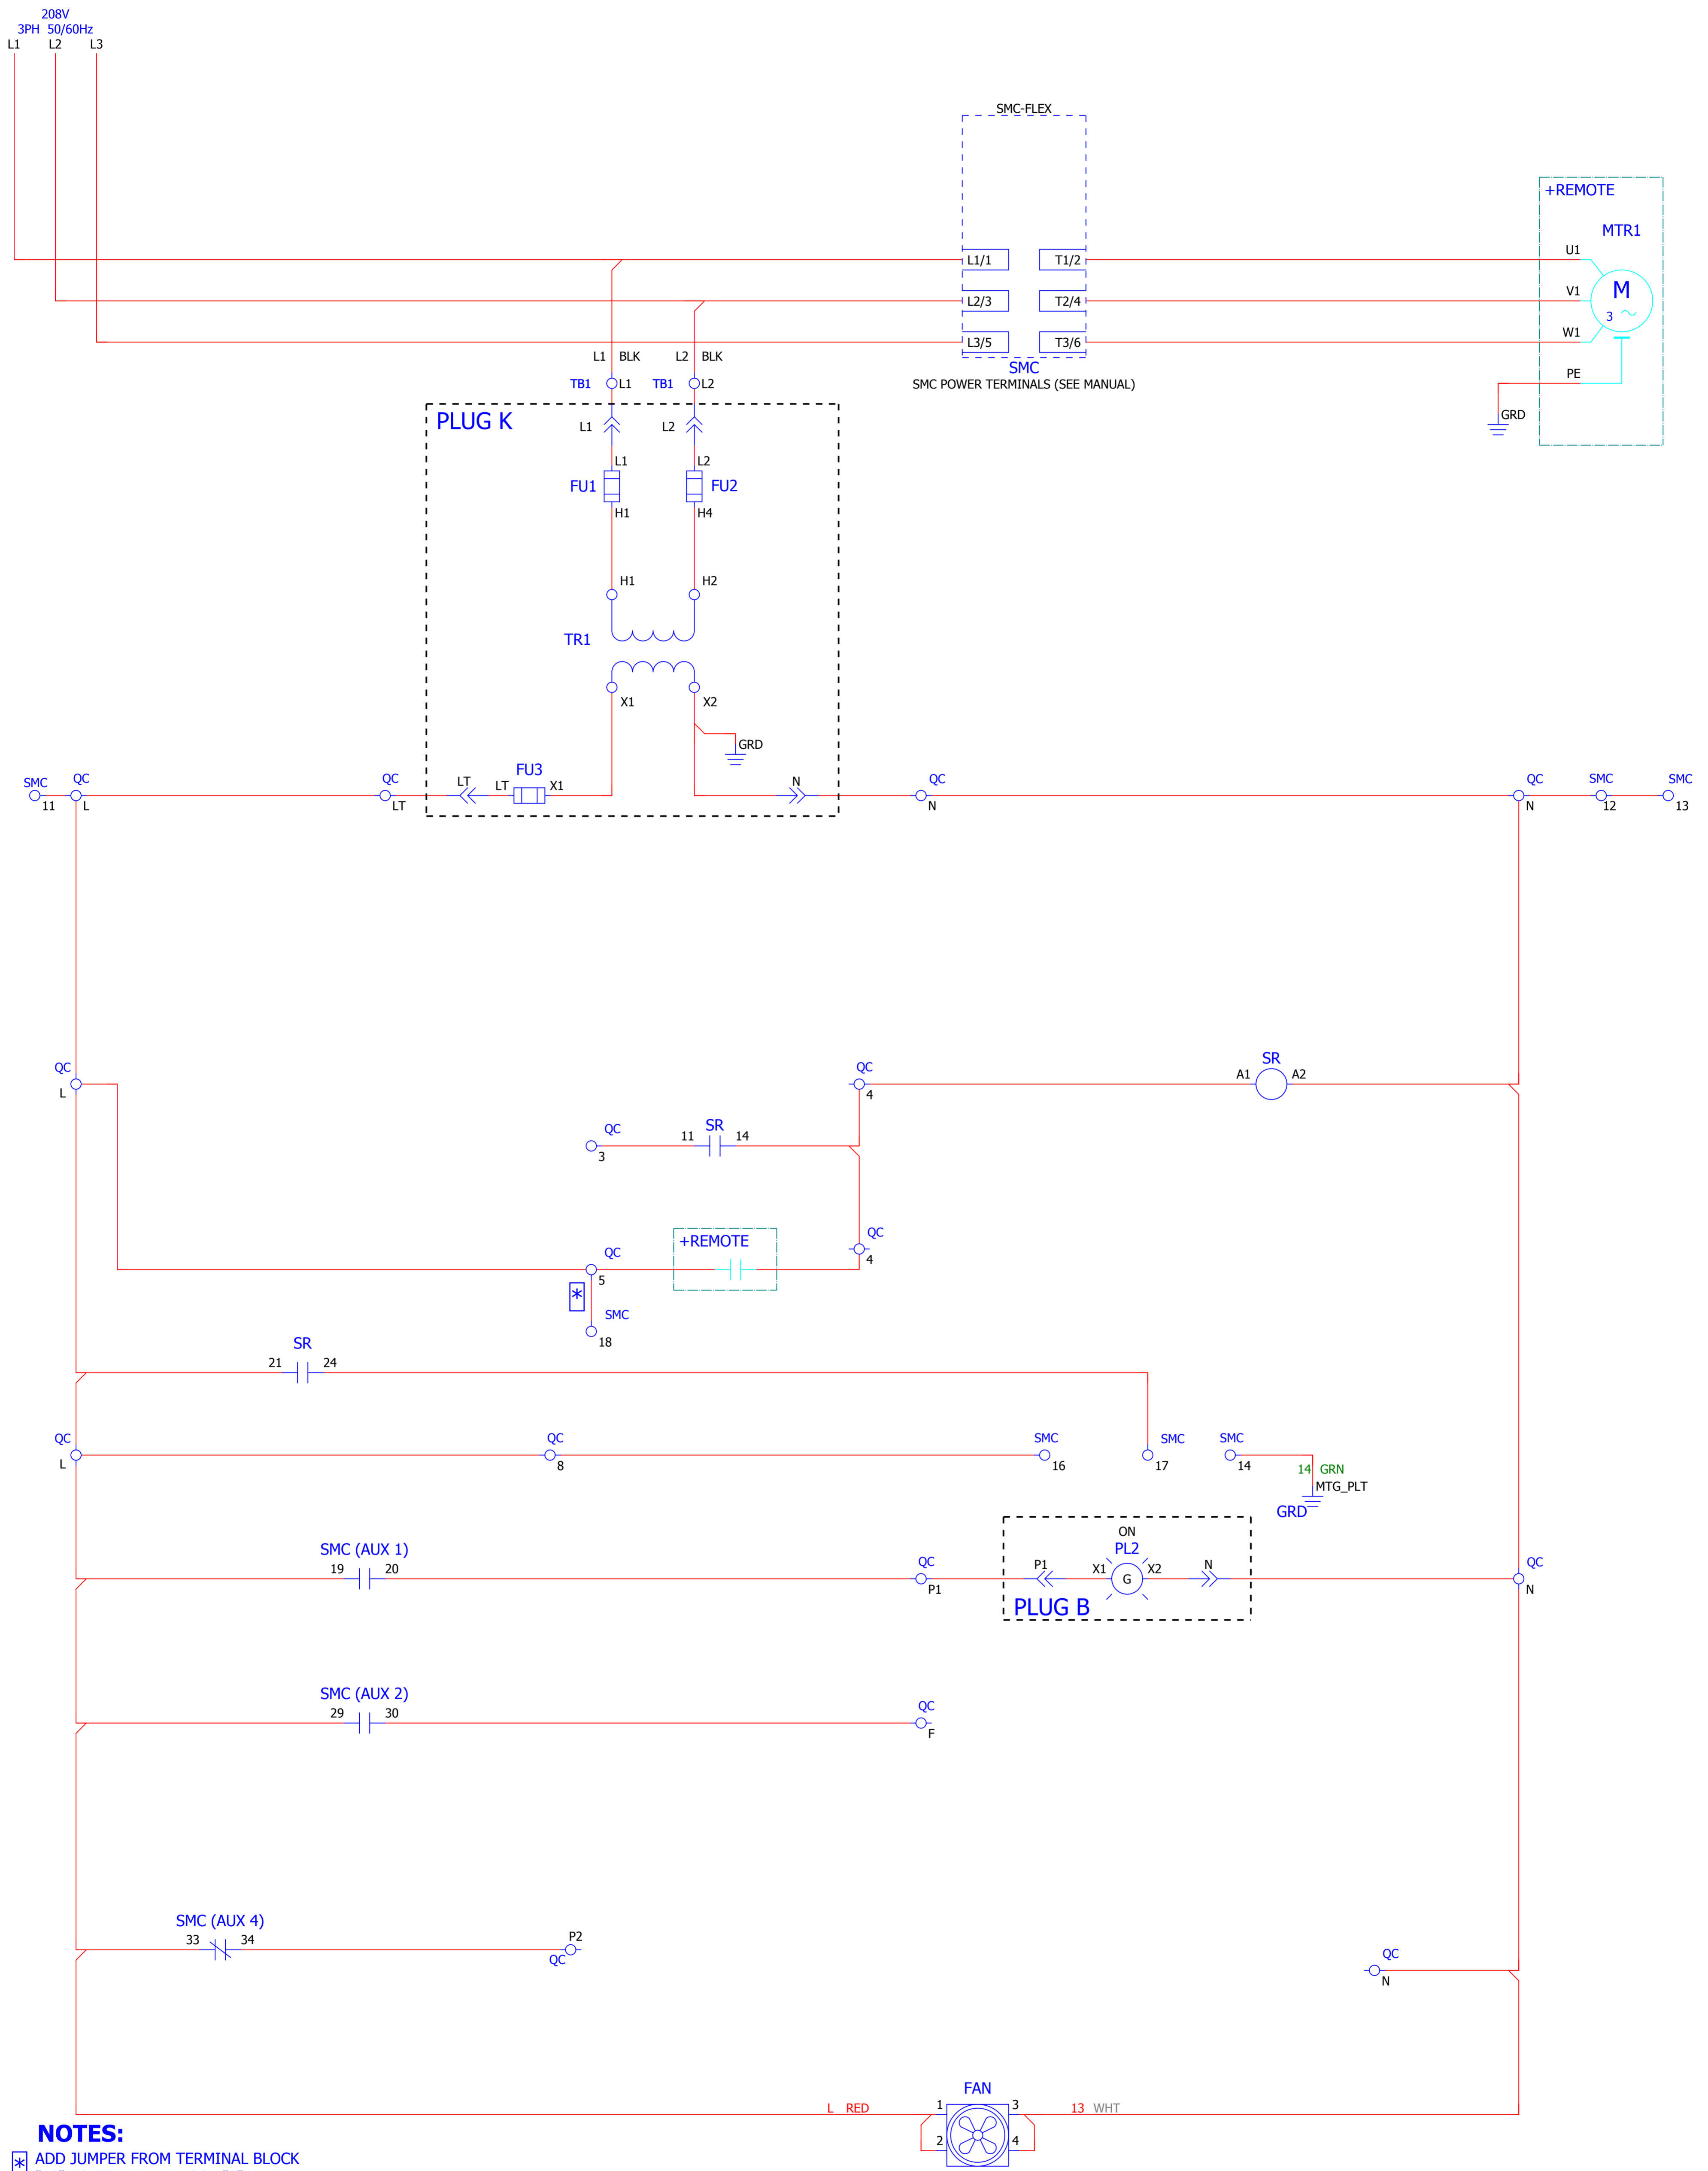 208V
3PH 50/60Hz
L1 L2 L3
SMC-FLEX
+REMOTE
MTR1
U1
L1/1 T1/2
M
3
V1
L2/3 T2/4
W1
L3/5 T3/6
L1 BLK L2 BLK
SMC
SMC POWER TERMINALS (SEE MANUAL)
PE
TB1 L1 TB1 L2
GRD
PLUG K
L1 L2
L1 L2
FU1 FU2
H1 H4
H1 H2
TR1
X1 X2
GRD
SMC QC QC LT LT FU3 X1 N QC QC SMC SMC
11 L LT N N 12 13
QC QC SR
A1 A2
L 4
QC 11 SR 14
3
QC
+REMOTE
QC 4
5
*
SMC
18
SR
21 24
QC QC SMC SMC SMC
L 8 16 17 14
14 GRN
MTG_PLT
GRD
ON
SMC (AUX 1) PL2
19 20 QC P1 X1 G X2 N QC
P1 N
PLUG B
SMC (AUX 2)
29 30 QC
F
SMC (AUX 4)
33 34 P2
QC
QC
N
FAN
L RED 1 3 13 WHT
2 4
NOTES:
* ADD JUMPER FROM TERMINAL BLOCK